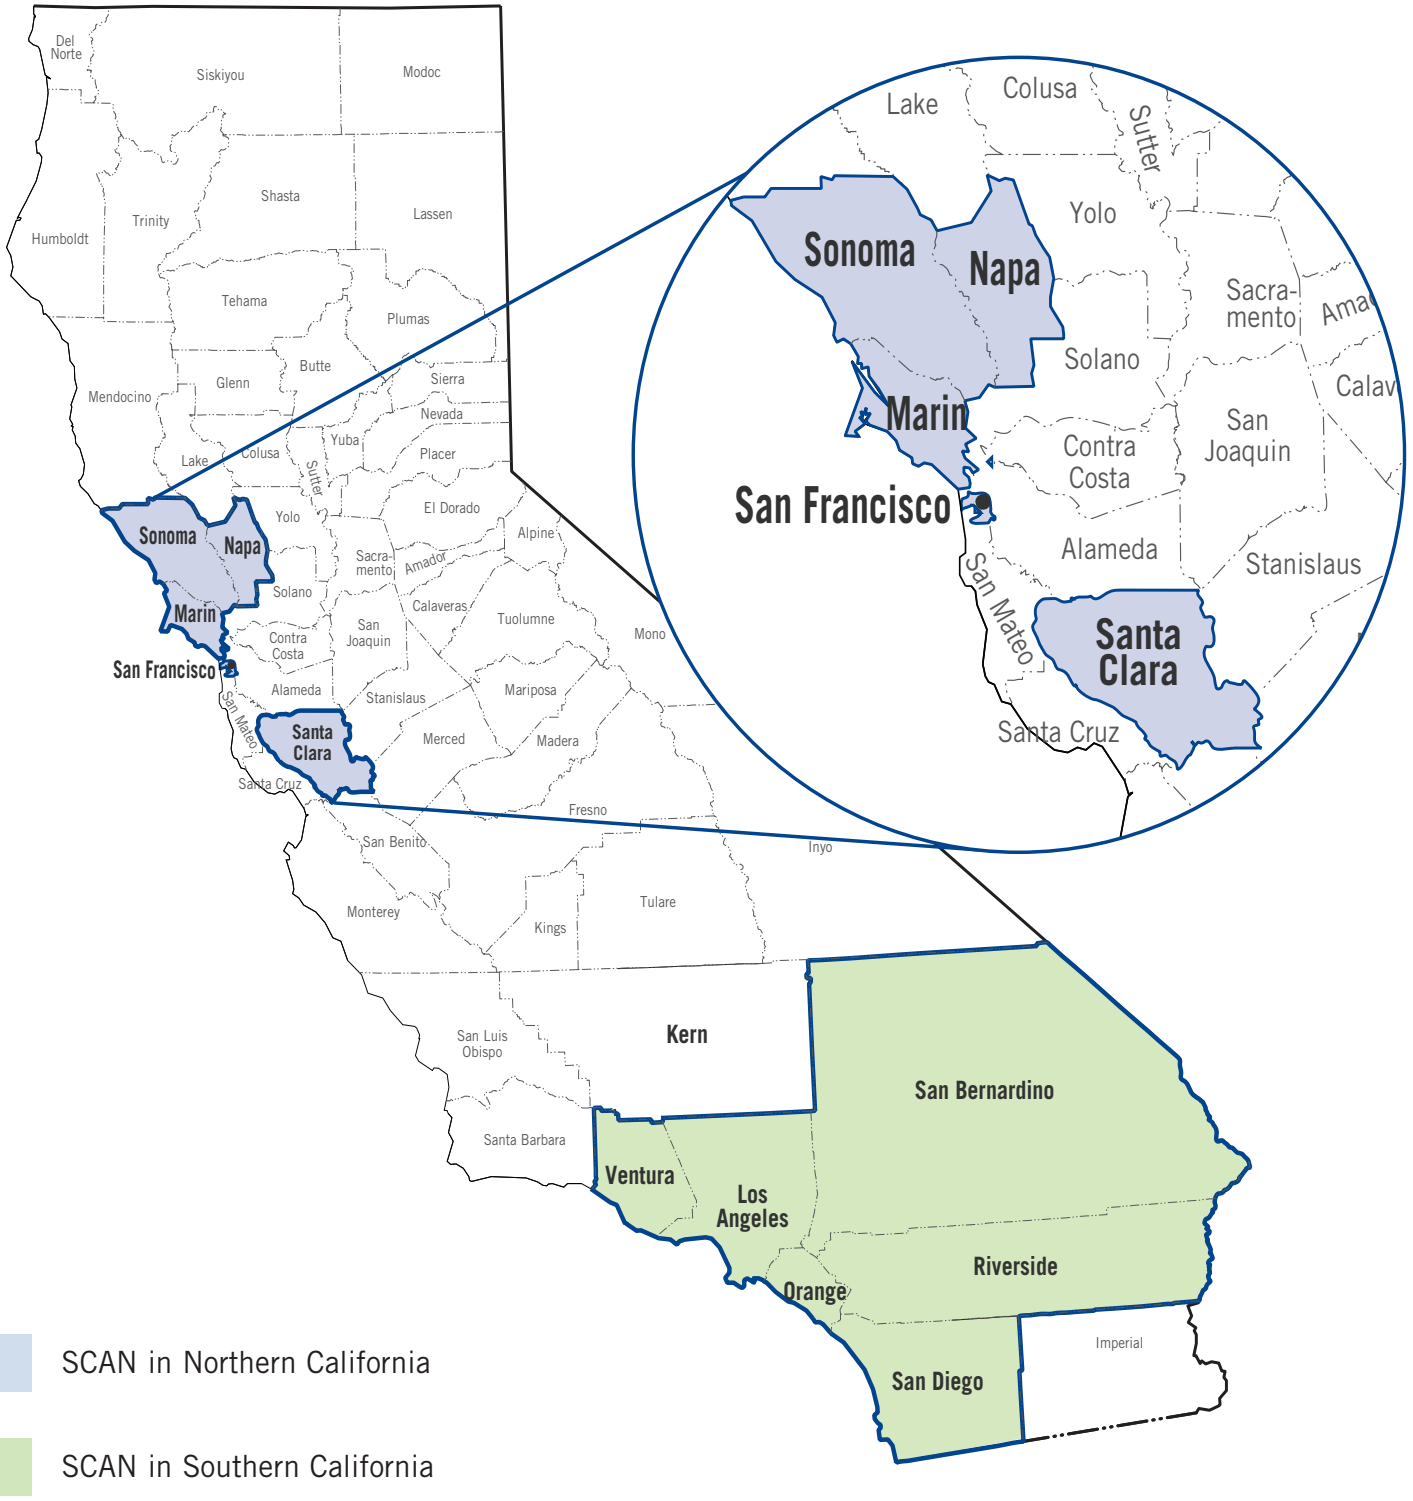 Del
Norte
Siskiyou
Modoc
Humboldt
Trinity
Shasta
Lassen
Tehama
Plumas
Mendocino
Glenn
Butte
Sierra
Nevada
Yuba
Placer
Lake
Colusa
Sutter
Yolo
El Dorado
Alpine
Sonoma
Napa
Sacra-
mento
Amador
Solano
Marin
Calaveras
Tuolumne
Mono
Contra
Costa
San
Joaquin
San Francisco
Alameda
Stanislaus
Mariposa
San Mateo
Santa
Clara
Merced
Madera
Santa Cruz
Fresno
San Benito
Inyo
Monterey
Kings
Tulare
San Luis
Obispo
Kern
Santa Barbara
San Bernardino
Ventura
Los
Angeles
Riverside
Orange
San Diego
Imperial
Lake
Colusa
Sutter
Yolo
Sonoma
Napa
Sacra-
mento
Amac
Solano
Calav
Marin
Contra
Costa
San
Joaquin
San Francisco
Alameda
Stanislaus
San Mateo
Santa
Clara
Santa Cruz
SCAN in Northern California
SCAN in Southern California